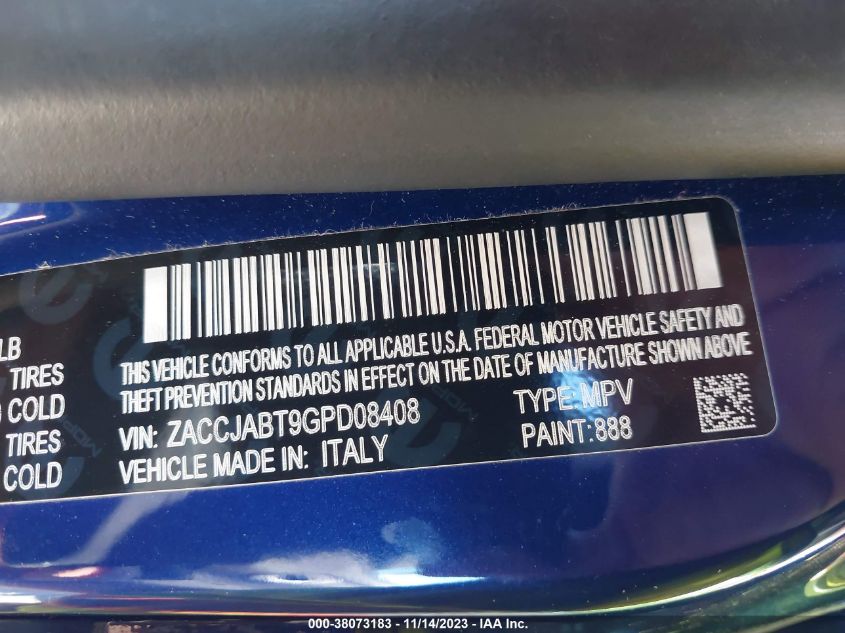 LB
TIRES
COLD
TIRES
COLD
THIS VEHICLE CONFORMS TO ALL APPLICABLE U.S.A. FEDERAL MOTOR VEHICLE SAFETY AND
THEFT PREVENTION STANDARDS IN EFFECT ON THE DATE OF MANUFACTURE SHOWN ABOVE
VIN: ZACCJABT9GPD08408
TYPE: MPV
VEHICLE MADE IN: ITALY
PAINT: 888
000-38073183 - 11/14/2023 - © IAA Inc.